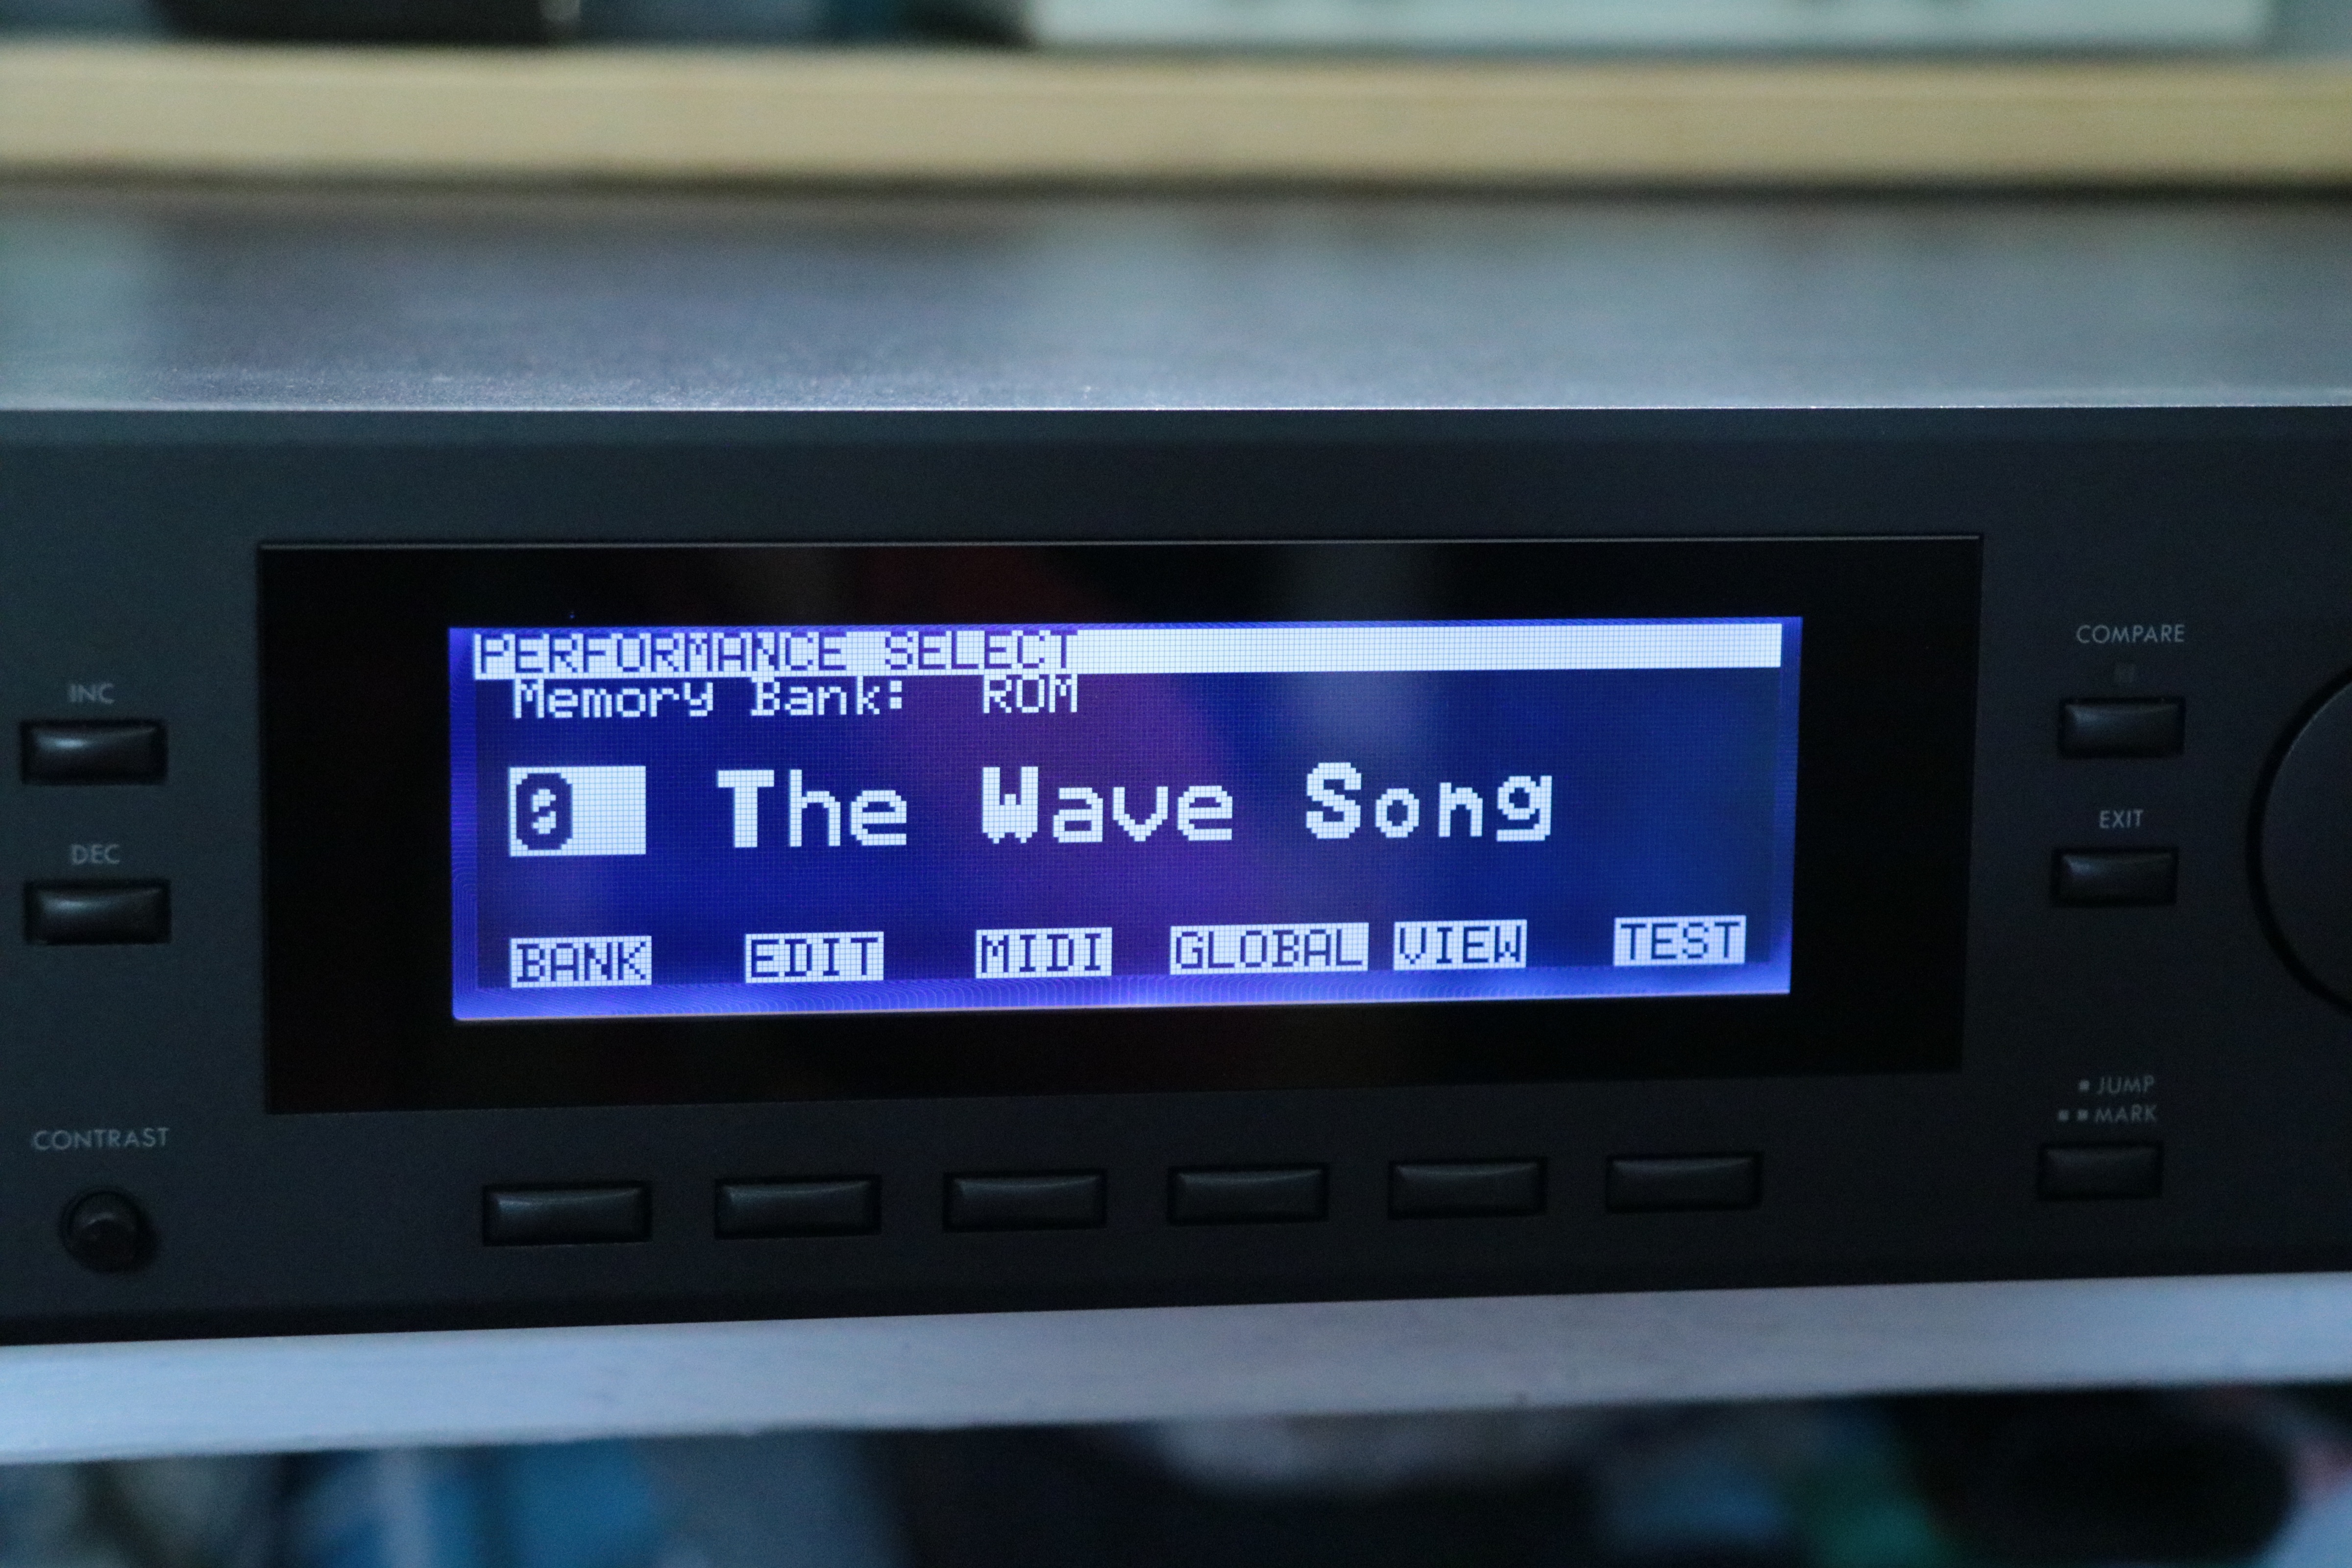 PERFORMANCE SELECT
Memory Bank: ROM
0 The Wave Song
BANK EDIT MIDI GLOBAL VIEW TEST
INC
DEC
CONTRAST
COMPARE
EXIT
JUMP
MARK